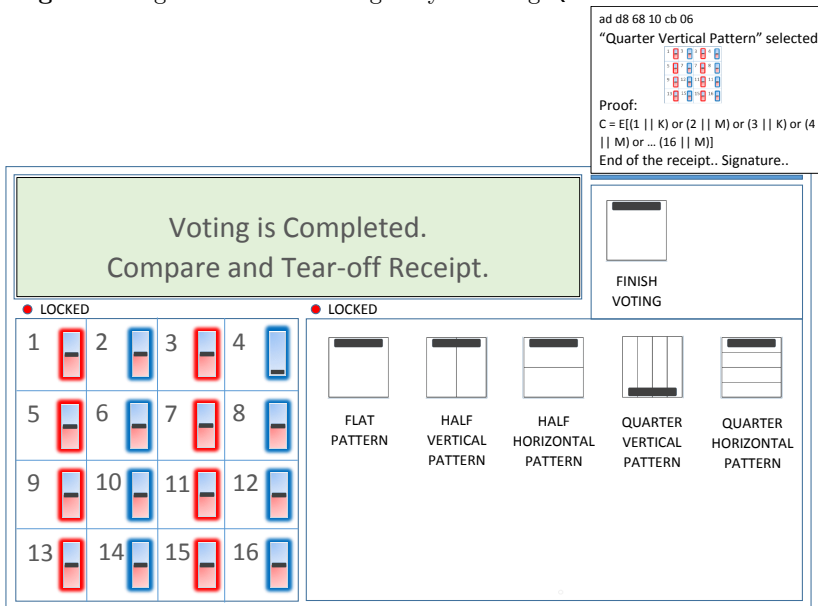 ad d8 68 10 cb 06
“Quarter Vertical Pattern” selected
Proof:
C = E[(1 || K) or (2 || M) or (3 || K) or (4
|| M) or … (16 || M)]
End of the receipt.. Signature..
Voting is Completed.
Compare and Tear-off Receipt.
FINISH
VOTING
LOCKED
LOCKED
1 2 3 4
5 6 7 8
9 10 11 12
13 14 15 16
FLAT
PATTERN
HALF
VERTICAL
PATTERN
HALF
HORIZONTAL
PATTERN
QUARTER
VERTICAL
PATTERN
QUARTER
HORIZONTAL
PATTERN